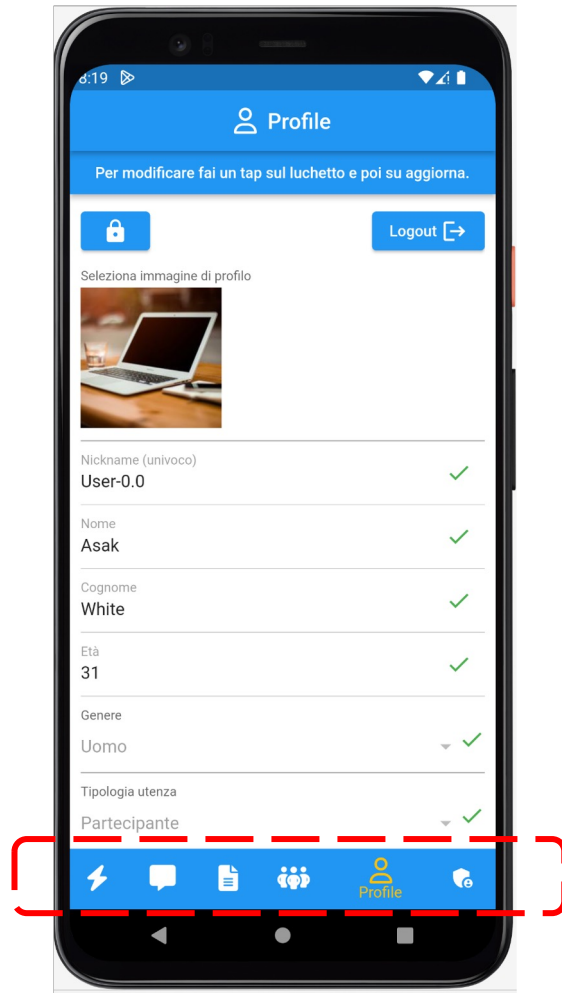 8:19
Profile
Per modificare fai un tap sul luchetto e poi su aggiorna.
Logout
Seleziona immagine di profilo
Nickname (univoco)
User-0.0
Nome
Asak
Cognome
White
Età
31
Genere
Uomo
Tipologia utenza
Partecipante
Profile